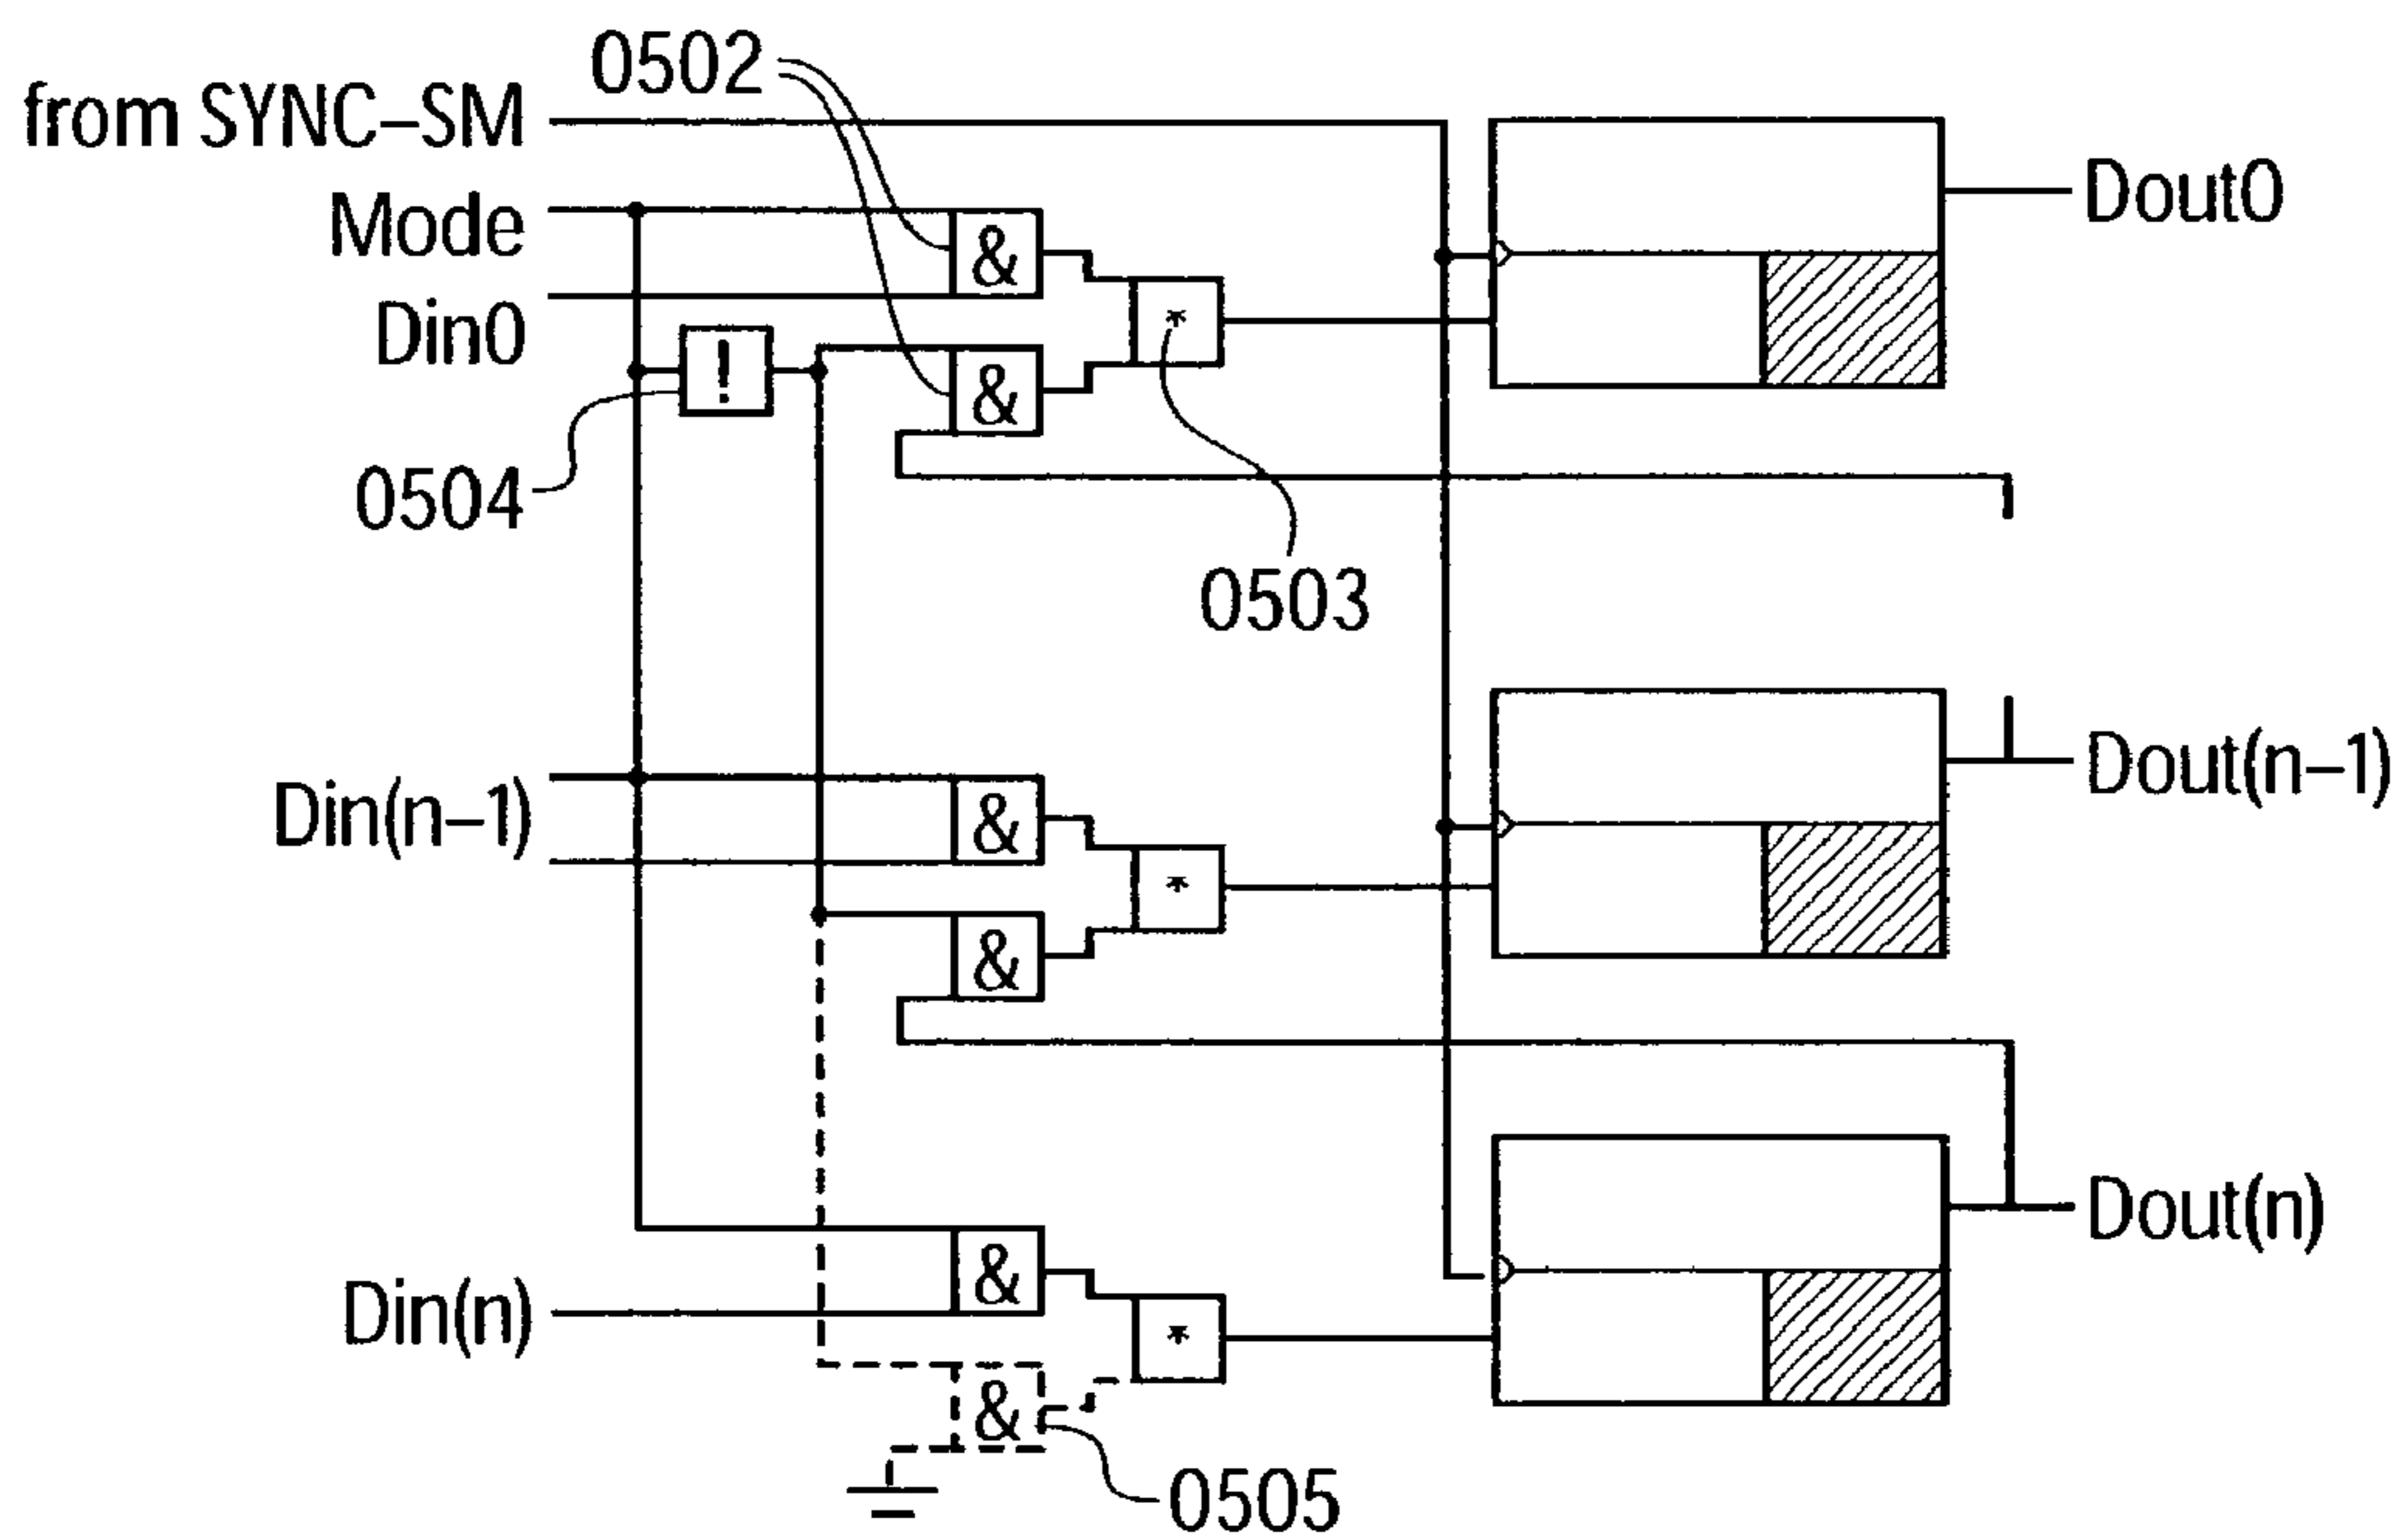 0502
from SYNC–SM
Mode
Din0
Dout0
&
*
!
&
0504
0503
Din(n–1)
Dout(n–1)
&
*
&
Din(n)
Dout(n)
&
*
&
0505